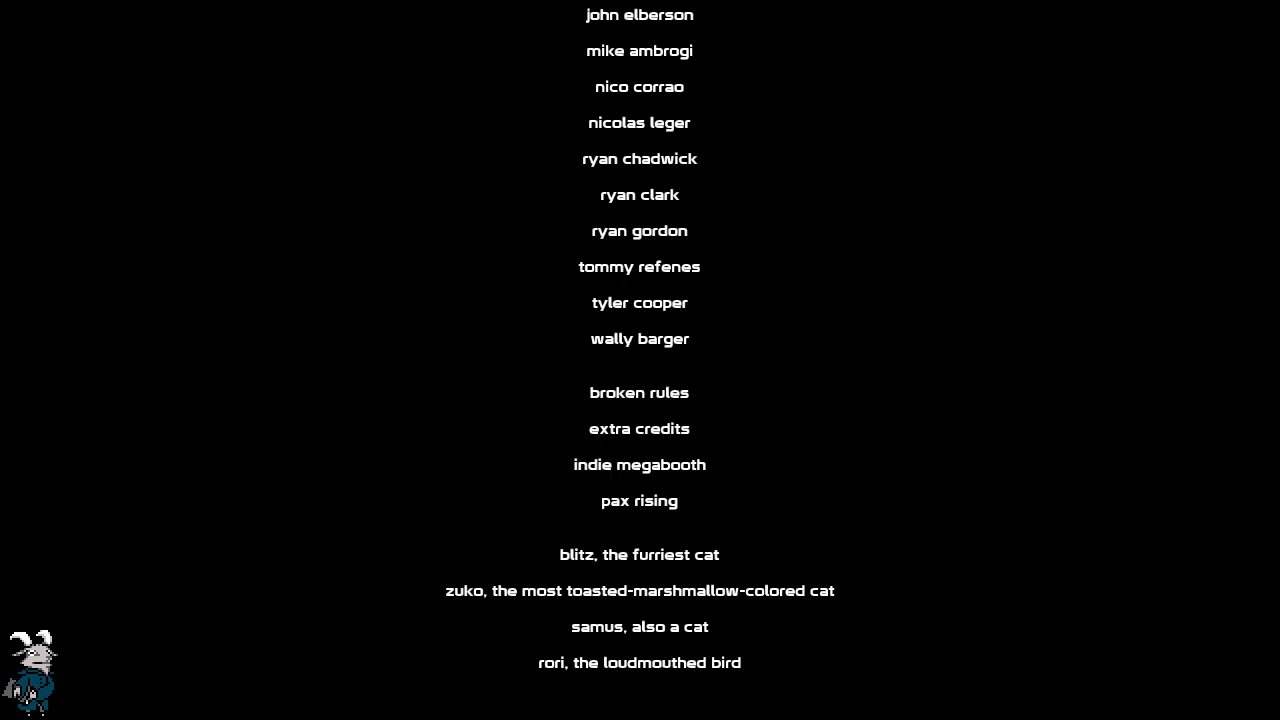 john elberson
mike ambrogi
nico corrao
nicolas leger
ryan chadwick
ryan clark
ryan gordon
tommy refenes
tyler cooper
wally barger
broken rules
extra credits
indie megabooth
pax rising
blitz, the furriest cat
zuko, the most toasted-marshmallow-colored cat
samus, also a cat
rori, the loudmouthed bird